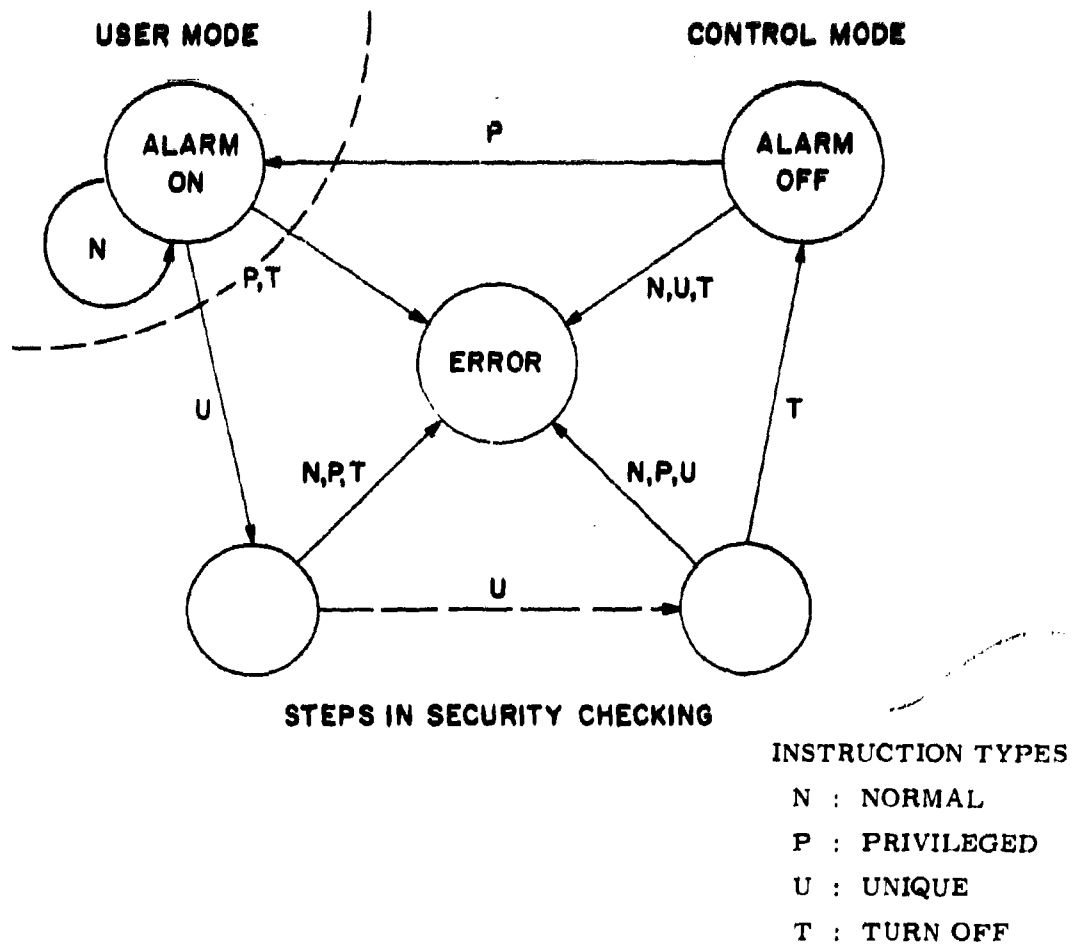 USER MODE
CONTROL MODE
P
ALARM
ON
ALARM
OFF
N
P,T
N,U,T
ERROR
U
T
N,P,T
N,P,U
U
STEPS IN SECURITY CHECKING
INSTRUCTION TYPES
N : NORMAL
P : PRIVILEGED
U : UNIQUE
T : TURN OFF